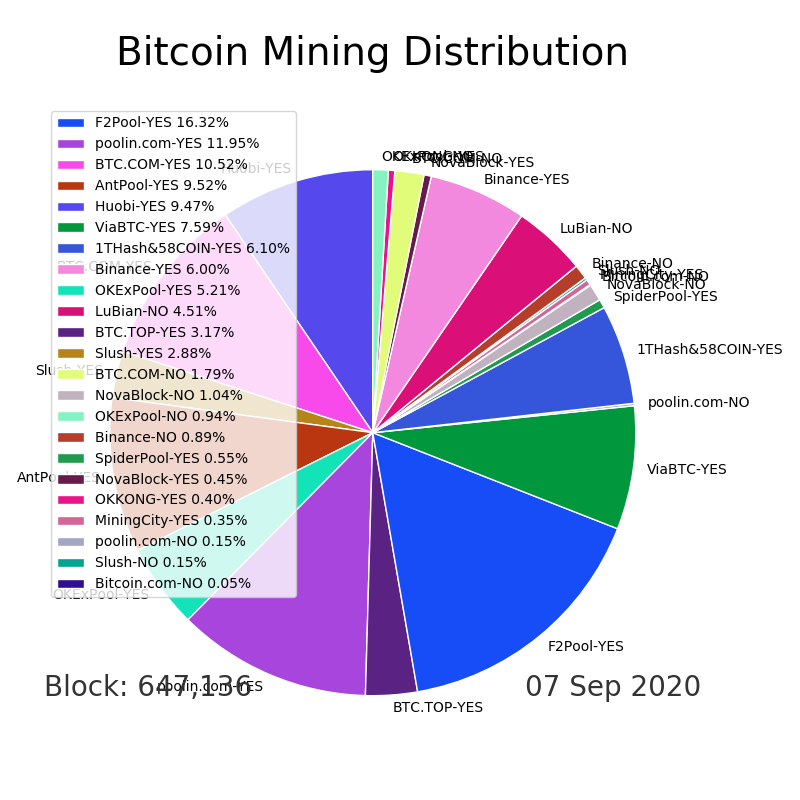 Bitcoin Mining Distribution
F2Pool-YES 16.32%
poolin.com-YES 11.95%
BTC.COM-YES 10.52%
AntPool-YES 9.52%
Huobi-YES 9.47%
ViaBTC-YES 7.59%
1THash&58COIN-YES 6.10%
Binance-YES 6.00%
OKExPool-YES 5.21%
LuBian-NO 4.51%
BTC.TOP-YES 3.17%
Slush-YES 2.88%
BTC.COM-NO 1.79%
NovaBlock-NO 1.04%
OKExPool-NO 0.94%
Binance-NO 0.89%
SpiderPool-YES 0.55%
NovaBlock-YES 0.45%
OKKONG-YES 0.40%
MiningCity-YES 0.35%
poolin.com-NO 0.15%
Slush-NO 0.15%
Bitcoin.com-NO 0.05%
Huobi-YES
BTC.COM-YES
Slush-YES
AntPool-YES
OKExPool-YES
poolin.com-YES
BTC.TOP-YES
F2Pool-YES
ViaBTC-YES
poolin.com-NO
1THash&58COIN-YES
SpiderPool-YES
NovaBlock-NO
Binance-NO
LuBian-NO
Binance-YES
NovaBlock-YES
Block: 647,136
07 Sep 2020